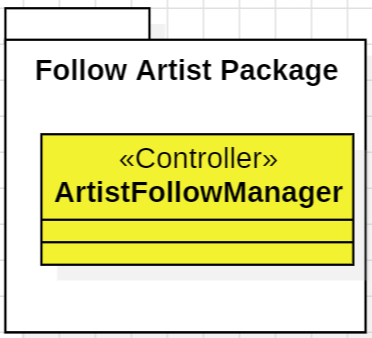 Follow Artist Package
«Controller»
ArtistFollowManager